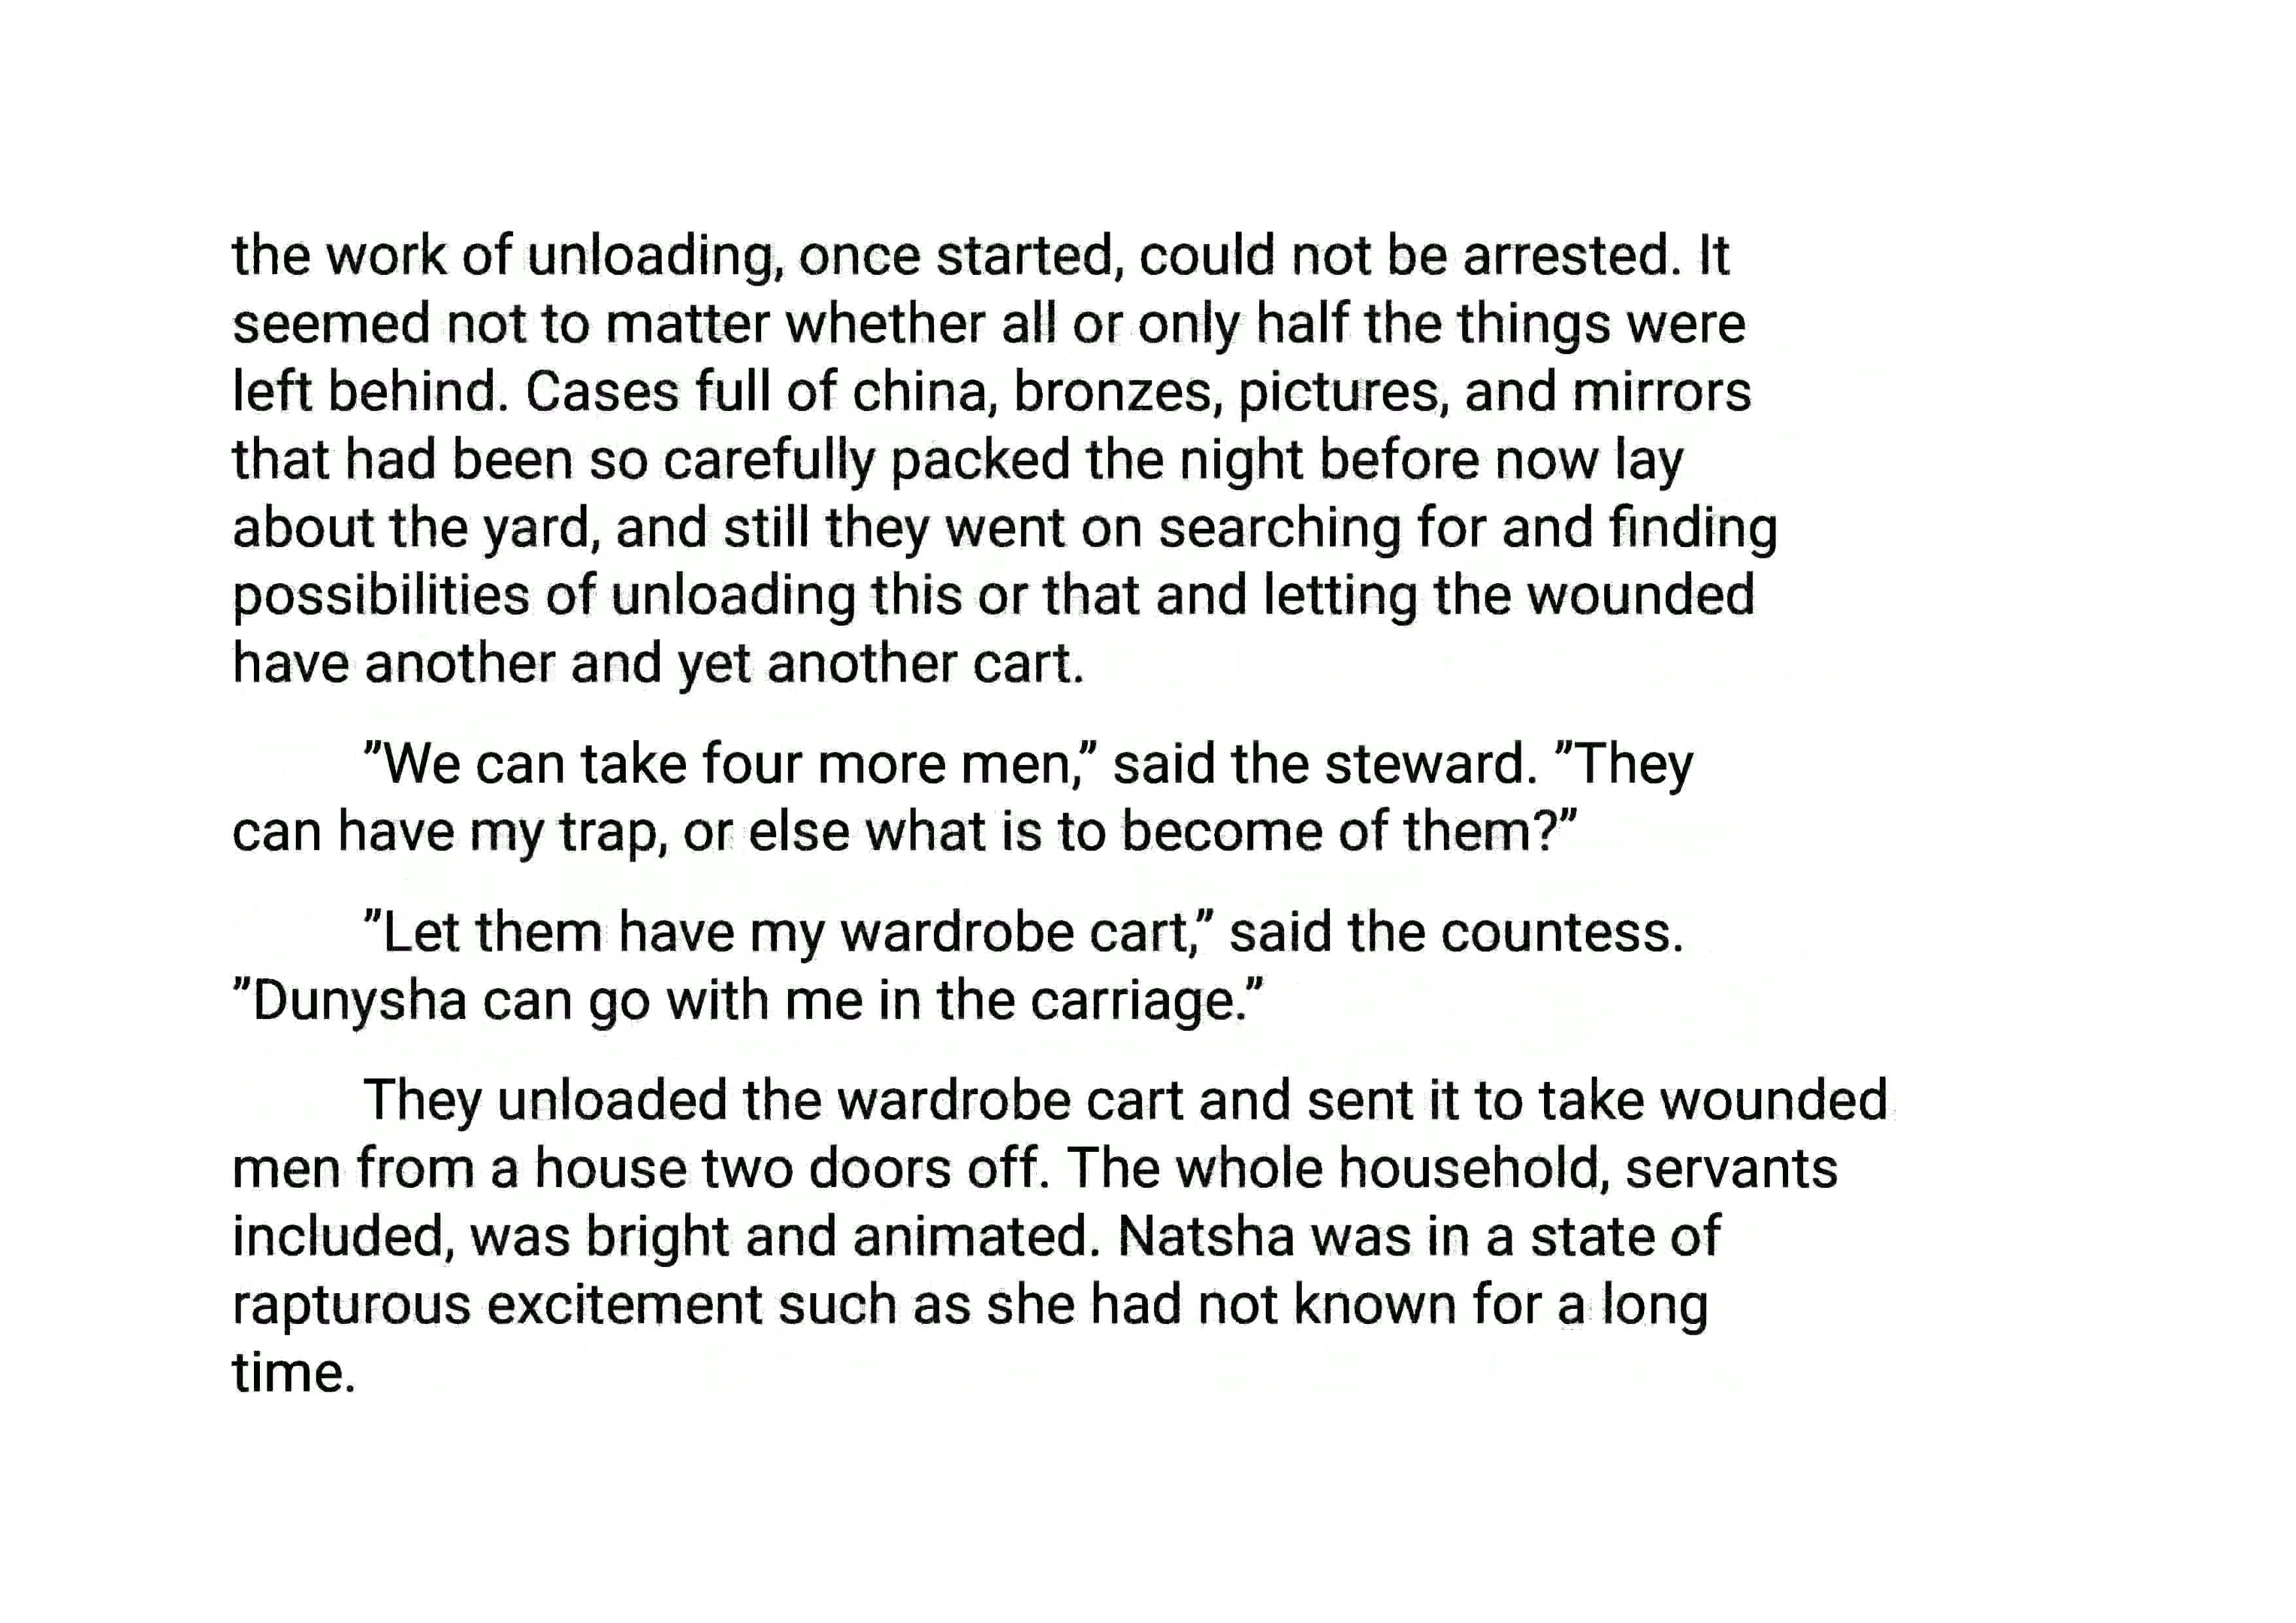 the work of unloading, once started, could not be arrested. It
seemed not to matter whether all or only half the things were
left behind. Cases full of china, bronzes, pictures, and mirrors
that had been so carefully packed the night before now lay
about the yard, and still they went on searching for and finding
possibilities of unloading this or that and letting the wounded
have another and yet another cart.
”We can take four more men,” said the steward. ”They
can have my trap, or else what is to become of them?”
”Let them have my wardrobe cart,” said the countess.
”Dunysha can go with me in the carriage.”
They unloaded the wardrobe cart and sent it to take wounded
men from a house two doors off. The whole household, servants
included, was bright and animated. Natsha was in a state of
rapturous excitement such as she had not known for a long
time.